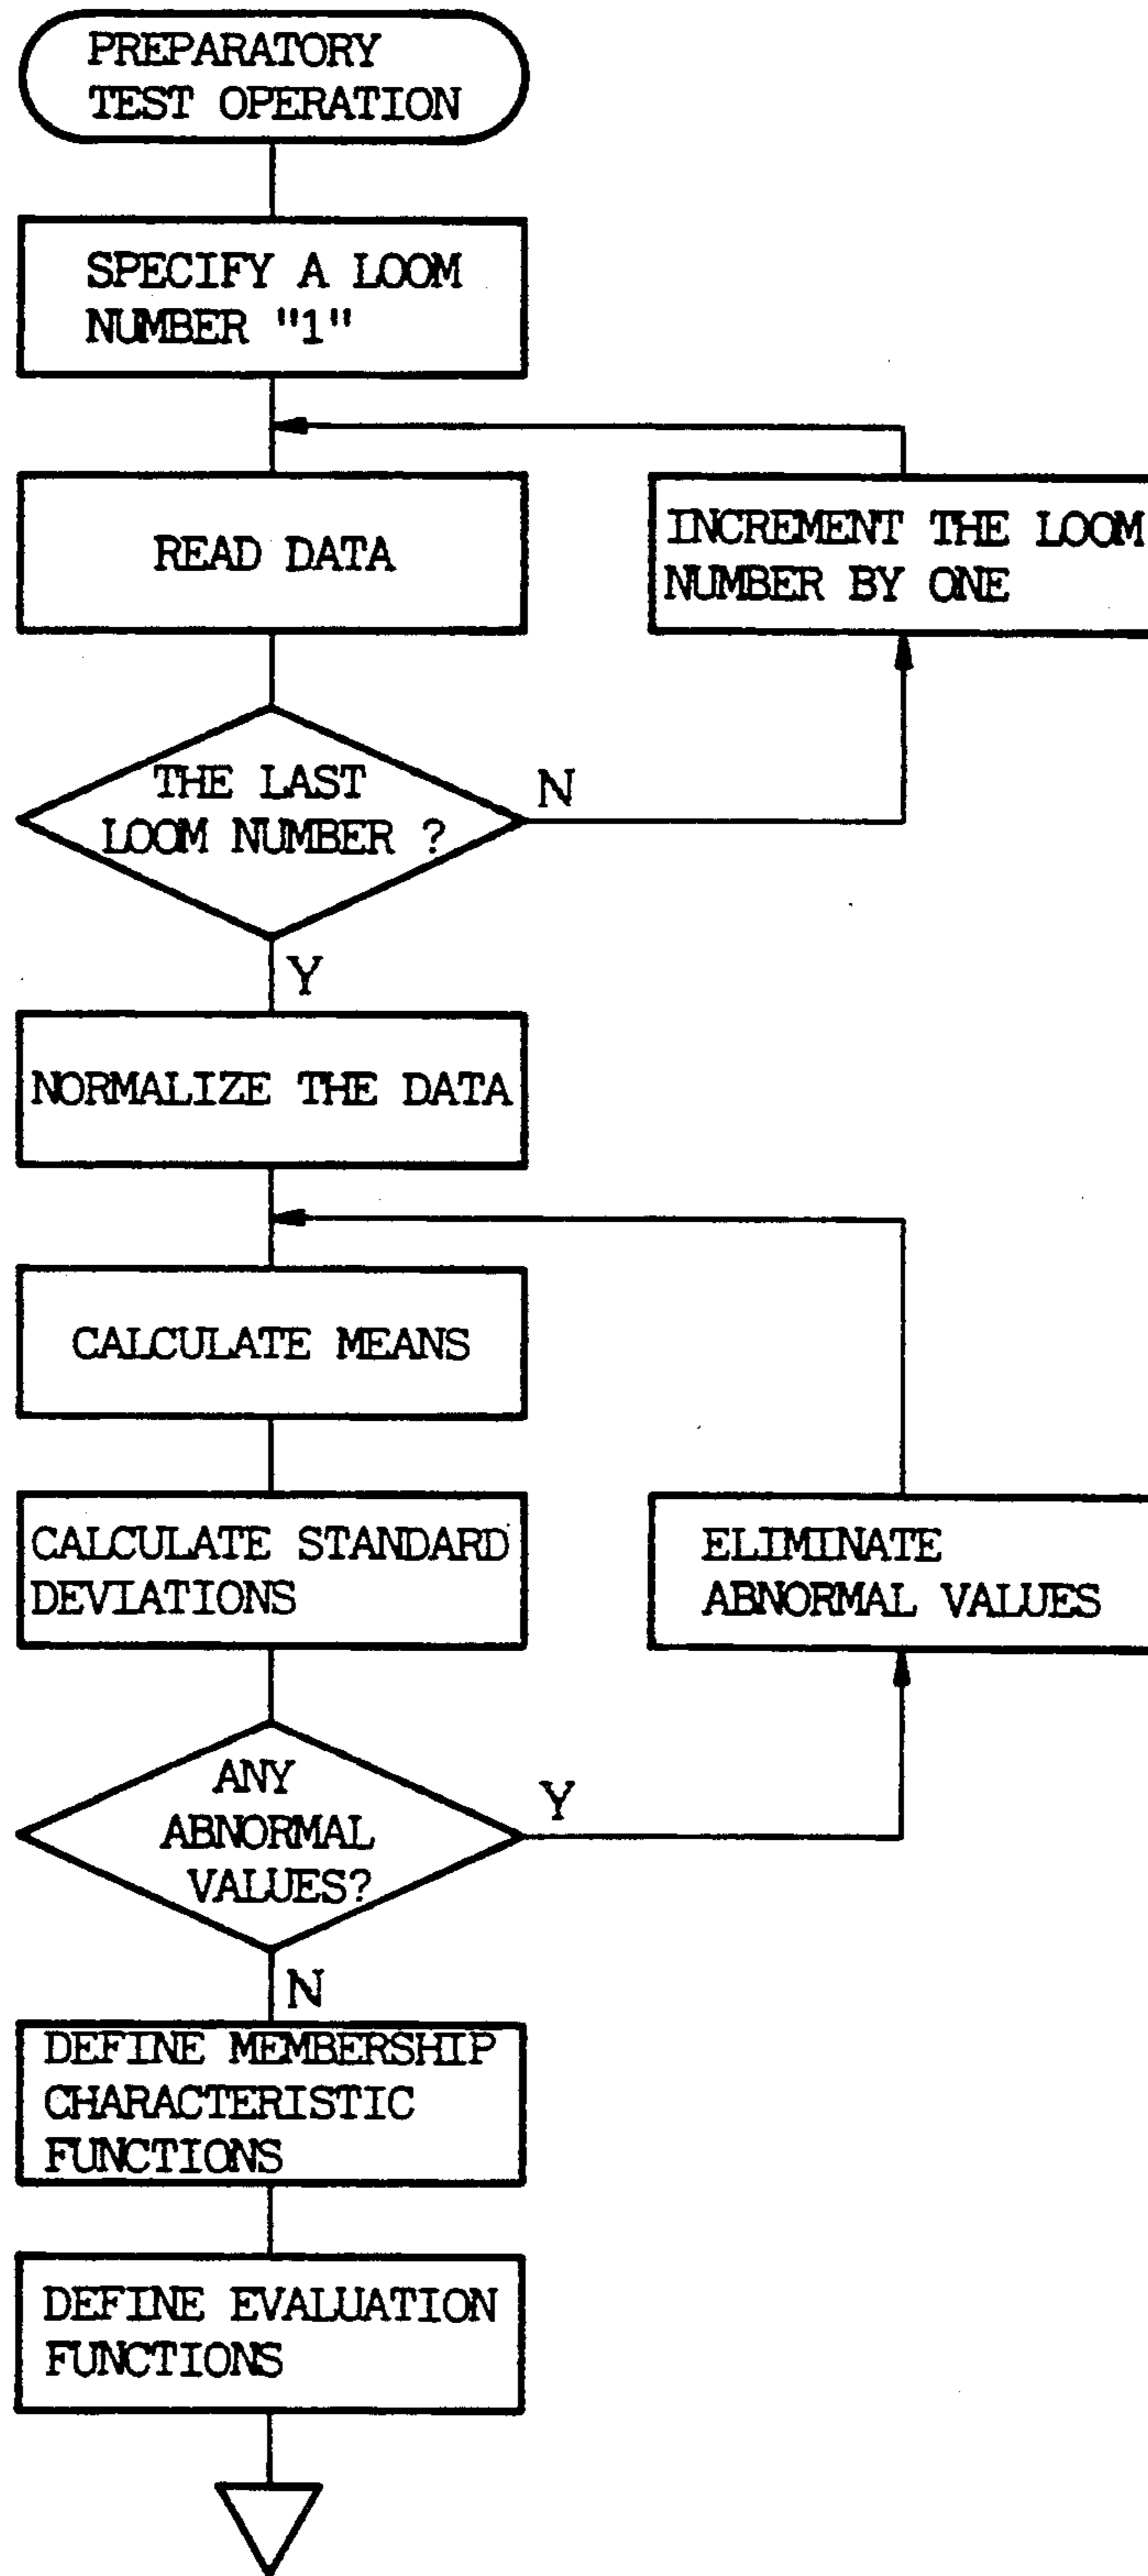 PREPARATORY
TEST OPERATION
SPECIFY A LOOM
NUMBER "1"
READ DATA
INCREMENT THE LOOM
NUMBER BY ONE
THE LAST
LOOM NUMBER ?
N
Y
NORMALIZE THE DATA
CALCULATE MEANS
CALCULATE STANDARD
DEVIATIONS
ELIMINATE
ABNORMAL VALUES
ANY
ABNORMAL
VALUES?
Y
N
DEFINE MEMBERSHIP
CHARACTERISTIC
FUNCTIONS
DEFINE EVALUATION
FUNCTIONS